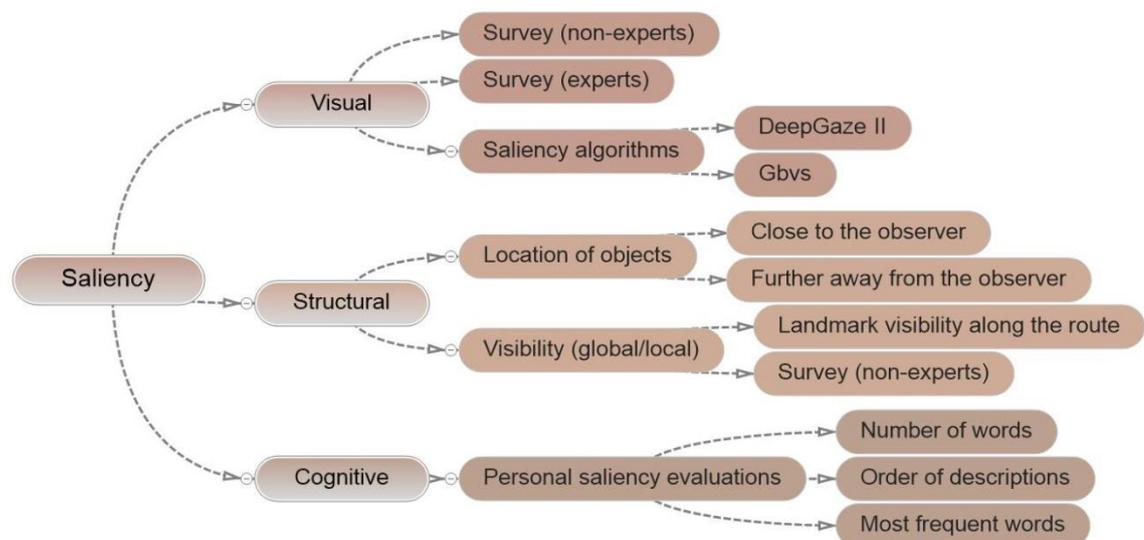 Saliency
Visual
Survey (non-experts)
Survey (experts)
Saliency algorithms
DeepGaze II
Gbvs
Structural
Location of objects
Close to the observer
Further away from the observer
Visibility (global/local)
Landmark visibility along the route
Survey (non-experts)
Cognitive
Personal saliency evaluations
Number of words
Order of descriptions
Most frequent words